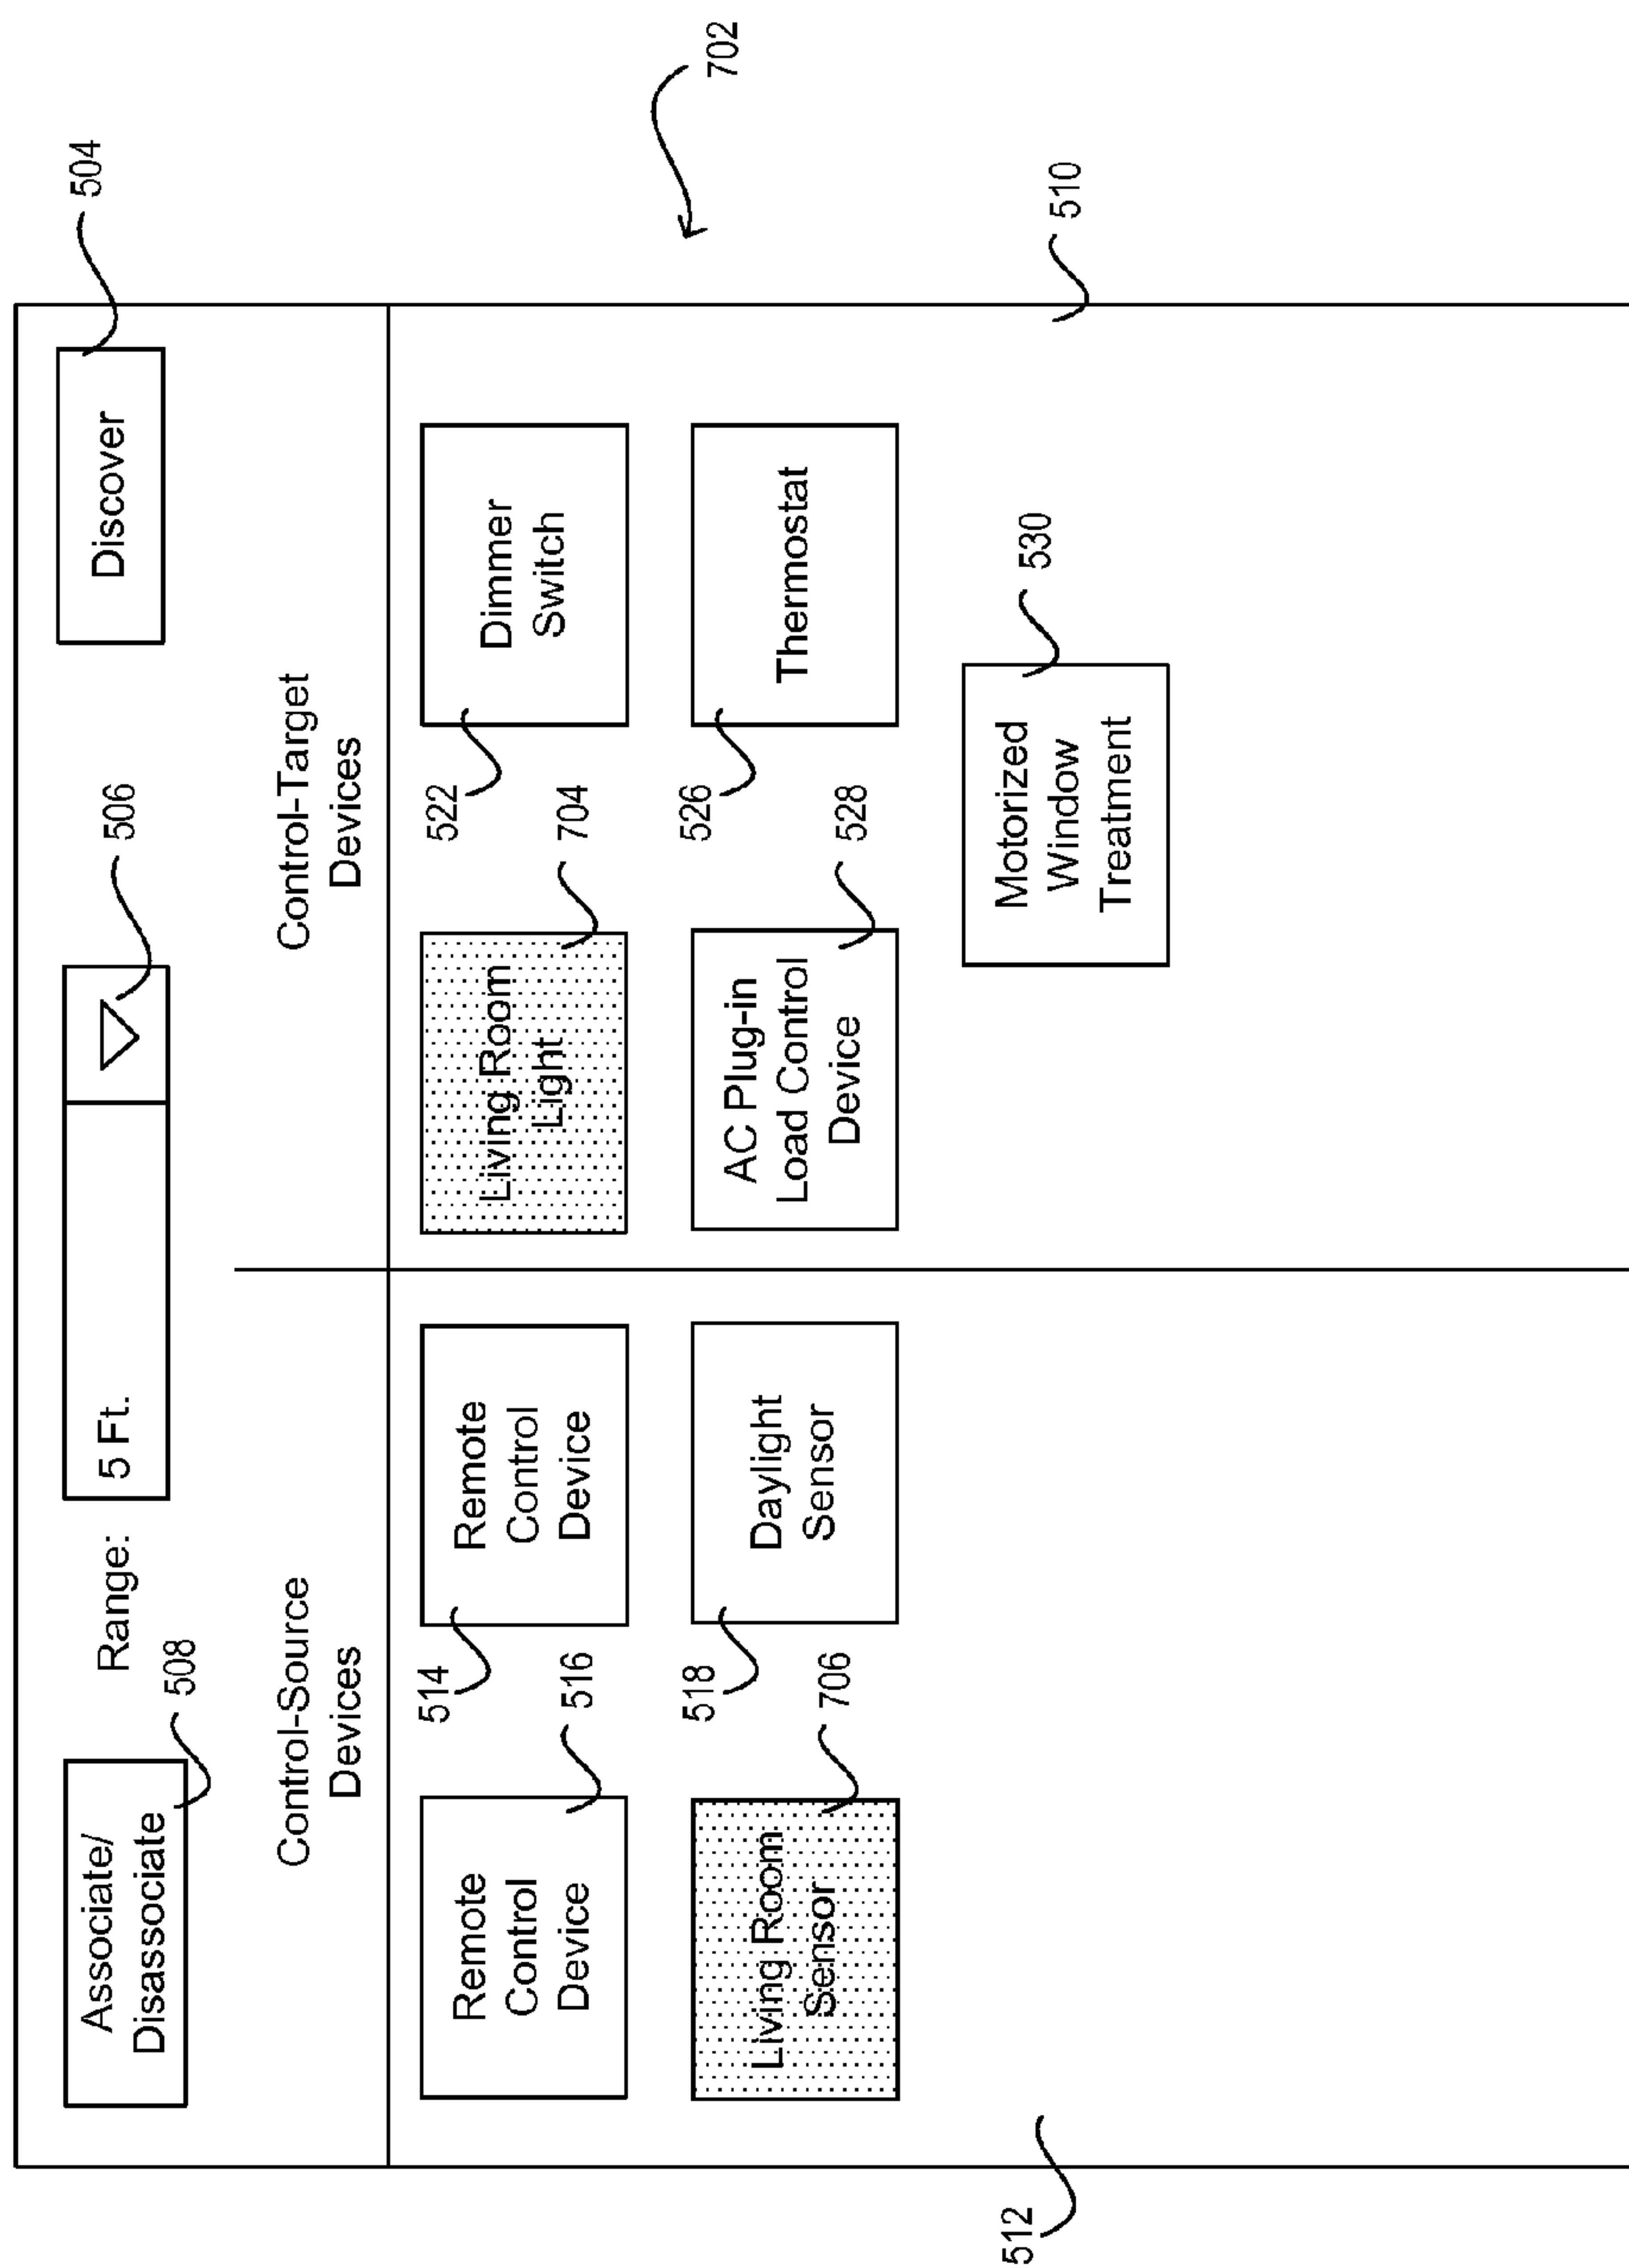 Associate/
Disassociate
508
Range:
5 Ft.
506
Discover
504
702
Control-Source
Devices
Control-Target
Devices
Remote
Control
Device
516
514
Remote
Control
Device
Living Room
Light
704
522
Dimmer
Switch
Living Room
Sensor
706
518
Daylight
Sensor
AC Plug-in
Load Control
Device
528
526
Thermostat
Motorized
Window
Treatment
530
510
512